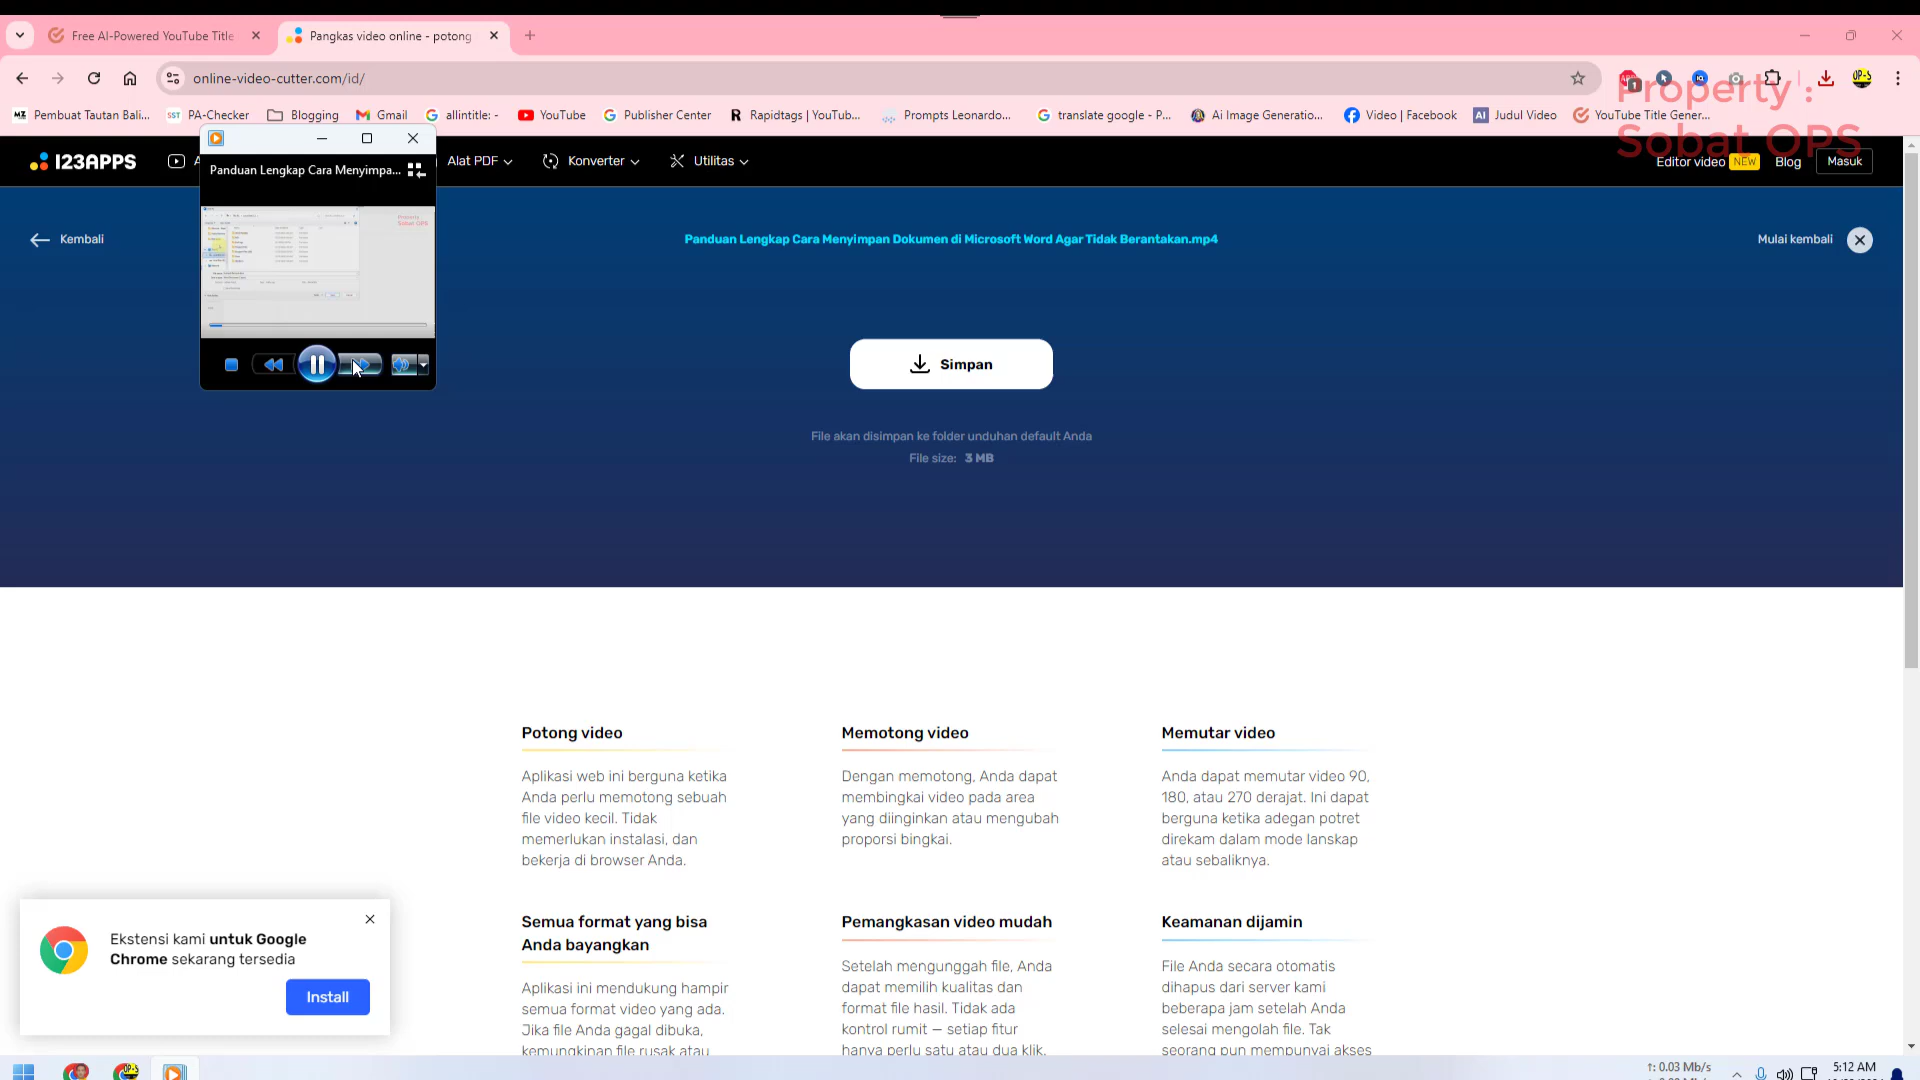 Free AI-Powered YouTube Title
Pangkas video online - potong
online-video-cutter.com/id/
Pembuat Tautan Bali...
PA-Checker
Blogging
Gmail
allintitle: -
YouTube
Publisher Center
Rapidtags | YouTub...
Prompts Leonardo...
translate google - P...
Ai Image Generatio...
Video | Facebook
Judul Video
YouTube Title Gener...
Property :
Sobat OPS
123APPS
Alat PDF
Konverter
Utilitas
Editor video NEW
Blog
Masuk
Panduan Lengkap Cara Menyimpa...
Kembali
Panduan Lengkap Cara Menyimpan Dokumen di Microsoft Word Agar Tidak Berantakan.mp4
Mulai kembali
Simpan
File akan disimpan ke folder unduhan default Anda
File size: 3 MB
Potong video
Aplikasi web ini berguna ketika
Anda perlu memotong sebuah
file video kecil. Tidak
memerlukan instalasi, dan
bekerja di browser Anda.
Memotong video
Dengan memotong, Anda dapat
membingkai video pada area
yang diinginkan atau mengubah
proporsi bingkai.
Memutar video
Anda dapat memutar video 90,
180, atau 270 derajat. Ini dapat
berguna ketika adegan potret
direkam dalam mode lanskap
atau sebaliknya.
Semua format yang bisa
Anda bayangkan
Aplikasi ini mendukung hampir
semua format video yang ada.
Jika file Anda gagal dibuka,
kemungkinan file rusak atau
Pemangkasan video mudah
Setelah mengunggah file, Anda
dapat memilih kualitas dan
format file hasil. Tidak ada
kontrol rumit — setiap fitur
hanya perlu satu atau dua klik.
Keamanan dijamin
File Anda secara otomatis
dihapus dari server kami
beberapa jam setelah Anda
selesai mengolah file. Tak
seorang pun mempunyai akses
Ekstensi kami untuk Google
Chrome sekarang tersedia
Install
↑: 0.03 Mb/s
5:12 AM